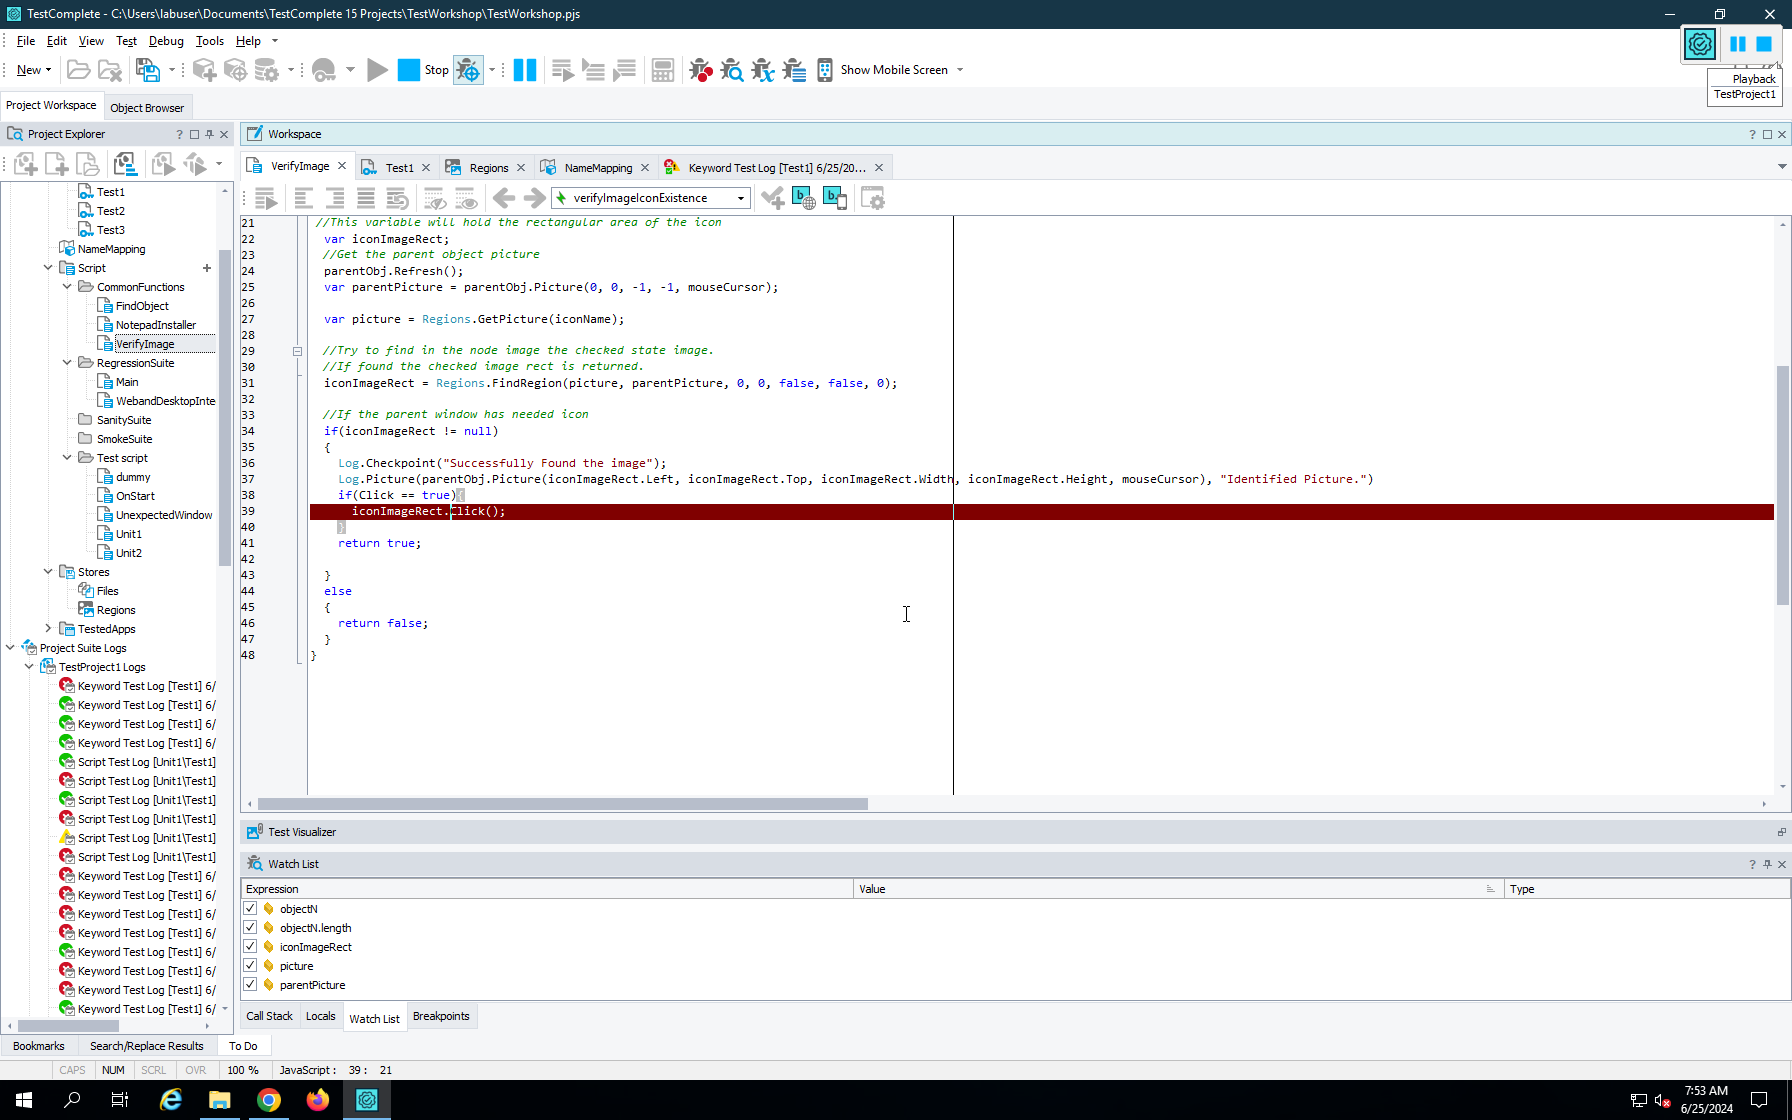 TestComplete - C:\Users\labuser\Documents\TestComplete 15 Projects\TestWorkshop\TestWorkshop.pjs
File Edit View Test Debug Tools Help
New Stop Show Mobile Screen
Playback
TestProject1
Project Workspace Object Browser
Project Explorer
Test1
Test2
Test3
NameMapping
Script
CommonFunctions
FindObject
NotepadInstaller
VerifyImage
RegressionSuite
Main
WebandDesktopInte
SanitySuite
SmokeSuite
Test script
dummy
OnStart
UnexpectedWindow
Unit1
Unit2
Stores
Files
Regions
TestedApps
Project Suite Logs
TestProject1 Logs
Keyword Test Log [Test1] 6/
Keyword Test Log [Test1] 6/
Keyword Test Log [Test1] 6/
Keyword Test Log [Test1] 6/
Script Test Log [Unit1\Test1]
Script Test Log [Unit1\Test1]
Script Test Log [Unit1\Test1]
Script Test Log [Unit1\Test1]
Script Test Log [Unit1\Test1]
Script Test Log [Unit1\Test1]
Keyword Test Log [Test1] 6/
Keyword Test Log [Test1] 6/
Keyword Test Log [Test1] 6/
Keyword Test Log [Test1] 6/
Keyword Test Log [Test1] 6/
Keyword Test Log [Test1] 6/
Keyword Test Log [Test1] 6/
Keyword Test Log [Test1] 6/
Workspace
VerifyImage Test1 Regions NameMapping Keyword Test Log [Test1] 6/25/20...
verifyImageIconExistence
21 //This variable will hold the rectangular area of the icon
22 var iconImageRect;
23 //Get the parent object picture
24 parentObj.Refresh();
25 var parentPicture = parentObj.Picture(0, 0, -1, -1, mouseCursor);
26
27 var picture = Regions.GetPicture(iconName);
28
29 //Try to find in the node image the checked state image.
30 //If found the checked image rect is returned.
31 iconImageRect = Regions.FindRegion(picture, parentPicture, 0, 0, false, false, 0);
32
33 //If the parent window has needed icon
34 if(iconImageRect != null)
35 {
36 Log.Checkpoint("Successfully Found the image");
37 Log.Picture(parentObj.Picture(iconImageRect.Left, iconImageRect.Top, iconImageRect.Width, iconImageRect.Height, mouseCursor), "Identified Picture.")
38 if(Click == true){
39 iconImageRect.Click();
40 }
41 return true;
42
43 }
44 else
45 {
46 return false;
47 }
48 }
Test Visualizer
Watch List
Expression Value Type
objectN
objectN.length
iconImageRect
picture
parentPicture
Call Stack Locals Watch List Breakpoints
Bookmarks Search/Replace Results To Do
CAPS NUM SCRL OVR 100 % JavaScript : 39 : 21
7:53 AM
6/25/2024